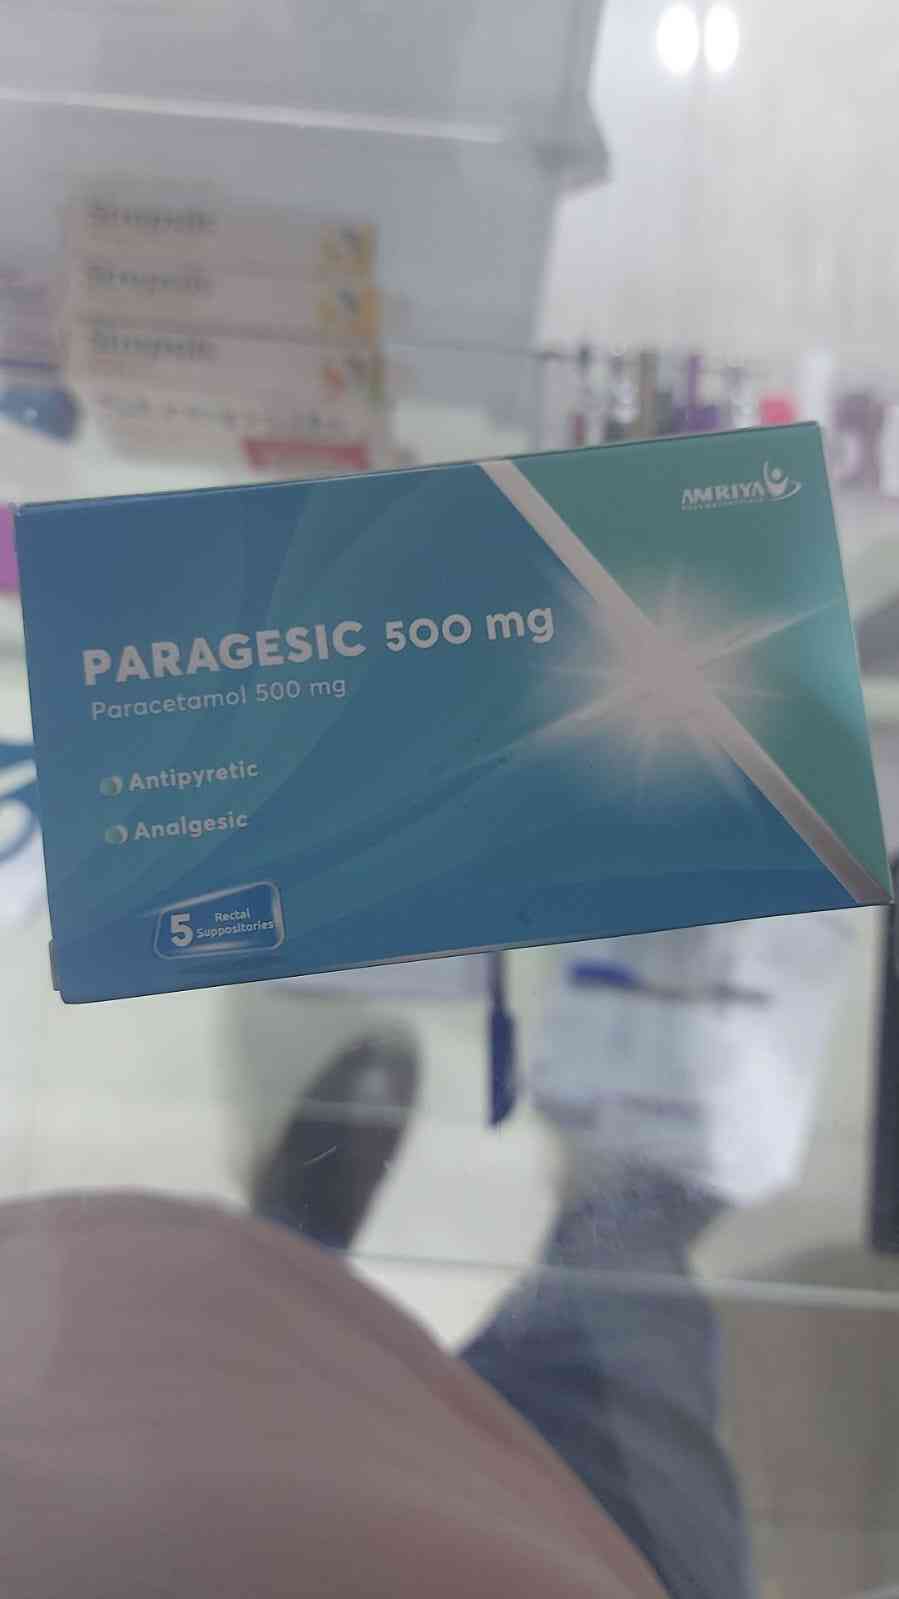 AMRIYA
PARAGESIC 500 mg
Paracetamol 500 mg
Antipyretic
Analgesic
5 Rectal
Suppositories